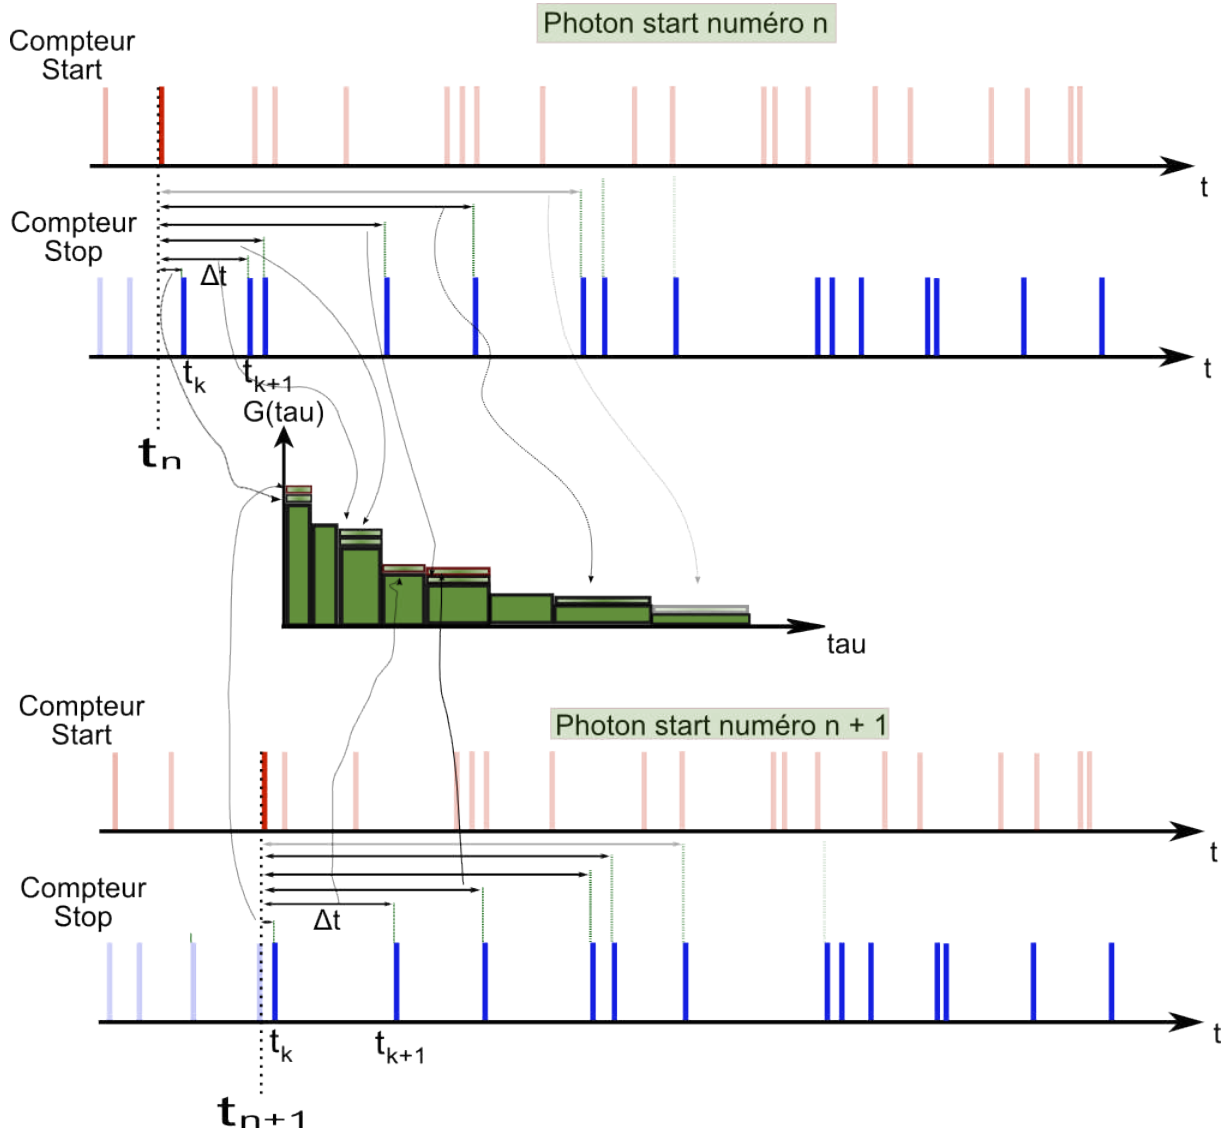 Photon start numéro n
Compteur
Start
t
Compteur
Stop
Δt
t
tk
tk+1
G(tau)
tn
tau
Compteur
Start
Photon start numéro n + 1
t
Compteur
Stop
Δt
t
tk
tk+1
tn+1